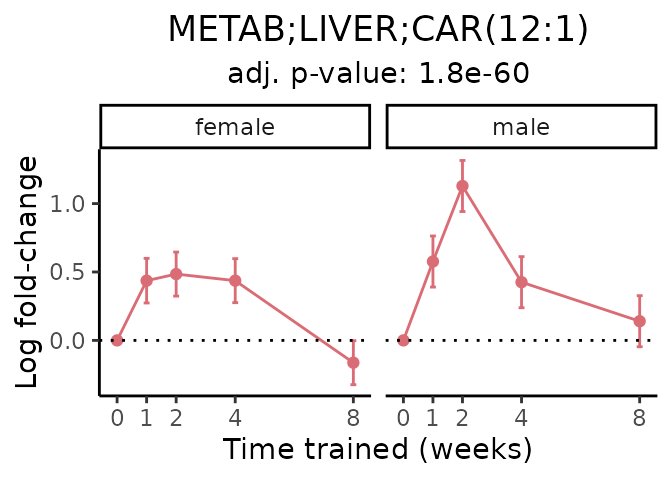 METAB;LIVER;CAR(12:1)
adj. p-value: 1.8e-60
female
male
Log fold-change
1.0
0.5
0.0
0 1 2 4 8
0 1 2 4 8
Time trained (weeks)